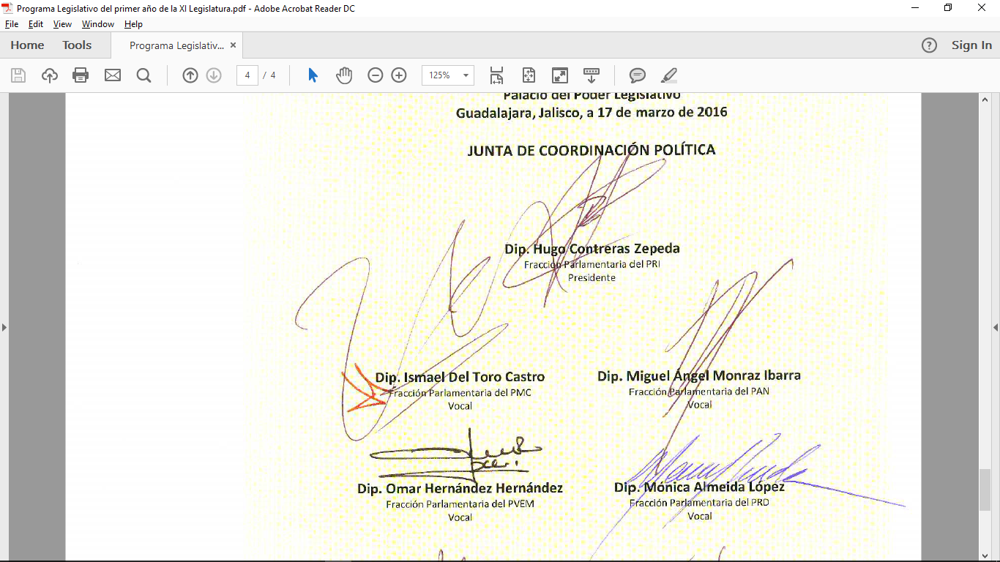 Programa Legislativo del primer año de la XI Legislatura.pdf - Adobe Acrobat Reader DC
File Edit View Window Help
Home Tools Programa Legislativ... × ? Sign In
4 / 4 125%
Palacio del Poder Legislativo
Guadalajara, Jalisco, a 17 de marzo de 2016
JUNTA DE COORDINACIÓN POLÍTICA
Dip. Hugo Contreras Zepeda
Fracción Parlamentaria del PRI
Presidente
Dip. Ismael Del Toro Castro
Fracción Parlamentaria del PMC
Vocal
Dip. Miguel Ángel Monraz Ibarra
Fracción Parlamentaria del PAN
Vocal
Dip. Omar Hernández Hernández
Fracción Parlamentaria del PVEM
Vocal
Dip. Mónica Almeida López
Fracción Parlamentaria del PRD
Vocal